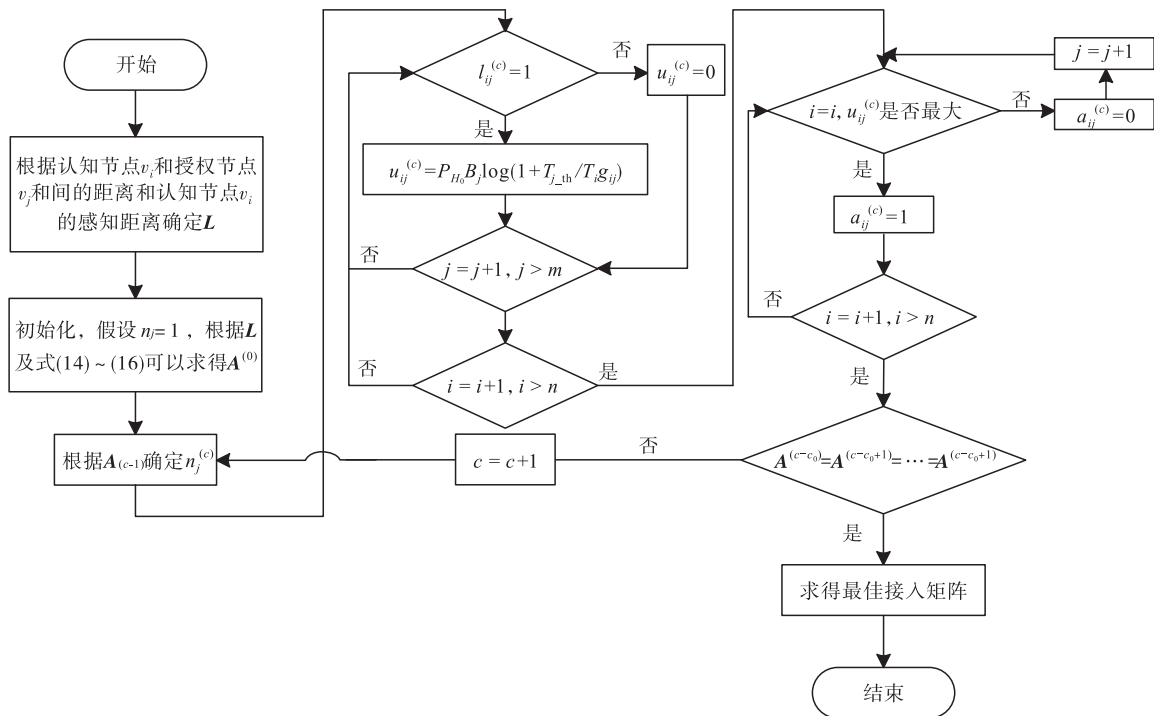 开始
根据认知节点v_i和授权节点
v_j和间的距离和认知节点v_i
的感知距离确定L
初始化，假设 n_j=1，根据L
及式(14)~(16)可以求得A^(0)
根据A_(c-1)确定n_j^(c)
l_ij^(c)=1
否
u_ij^(c)=0
是
u_ij^(c)=P_H0 B_j log(1+T_j_th/T_i g_ij)
否
j=j+1, j>m
否
i=i+1, i>n
是
c=c+1
j=j+1
i=i, u_ij^(c)是否最大
否
a_ij^(c)=0
是
a_ij^(c)=1
否
i=i+1, i>n
是
否
A^(c-c_0)=A^(c-c_0+1)=…=A^(c-c_0+1)
是
求得最佳接入矩阵
结束